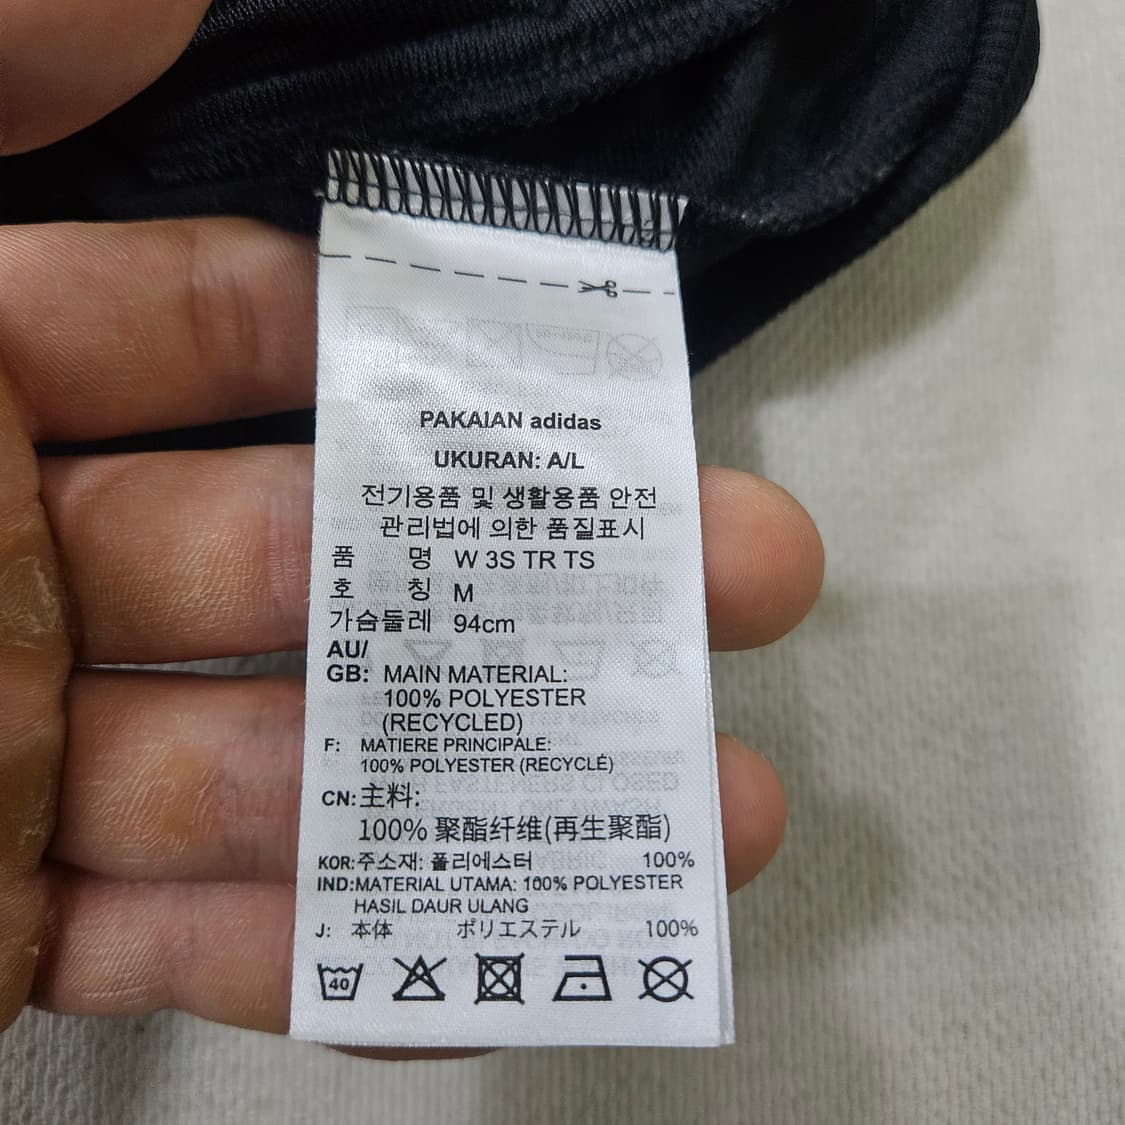 PAKAIAN adidas
UKURAN: A/L
전기용품 및 생활용품 안전
관리법에 의한 품질표시
품 명 W 3S TR TS
호 칭 M
가슴둘레 94cm
AU/
GB: MAIN MATERIAL:
100% POLYESTER
(RECYCLED)
F: MATIERE PRINCIPALE:
100% POLYESTER (RECYCLÉ)
CN: 主料:
100% 聚酯纤维(再生聚酯)
KOR: 주소재: 폴리에스터 100%
IND: MATERIAL UTAMA: 100% POLYESTER
HASIL DAUR ULANG
J: 本体 ポリエステル 100%
40